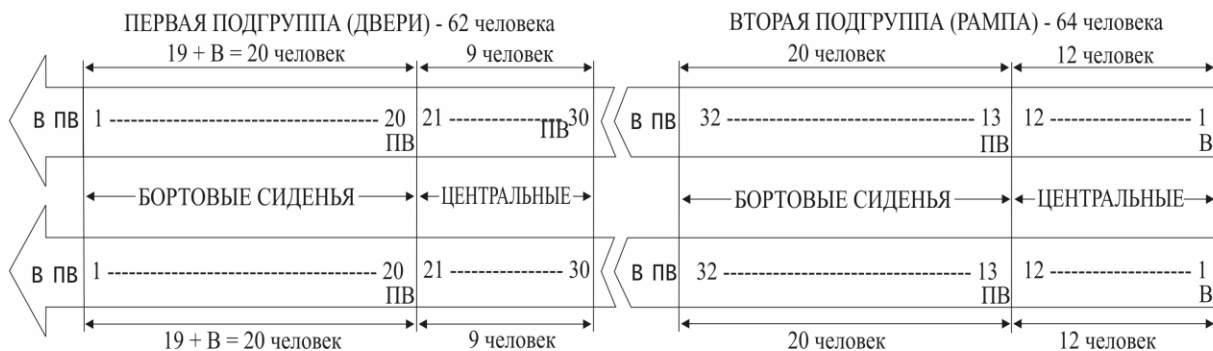 ПЕРВАЯ ПОДГРУППА (ДВЕРИ) - 62 человека ВТОРАЯ ПОДГРУППА (РАМПА) - 64 человека
19 + В = 20 человек 9 человек 20 человек 12 человек
В ПВ 1 ---------------------------------- 20 21 ------------- 30 В ПВ 32 ------------------------------ 13 12 ---------------- 1
ПВ ПВ ПВ В
БОРТОВЫЕ СИДЕНЬЯ ЦЕНТРАЛЬНЫЕ БОРТОВЫЕ СИДЕНЬЯ ЦЕНТРАЛЬНЫЕ
В ПВ 1 ---------------------------------- 20 21 ------------- 30 В ПВ 32 ------------------------------ 13 12 ---------------- 1
ПВ ПВ В
19 + В = 20 человек 9 человек 20 человек 12 человек